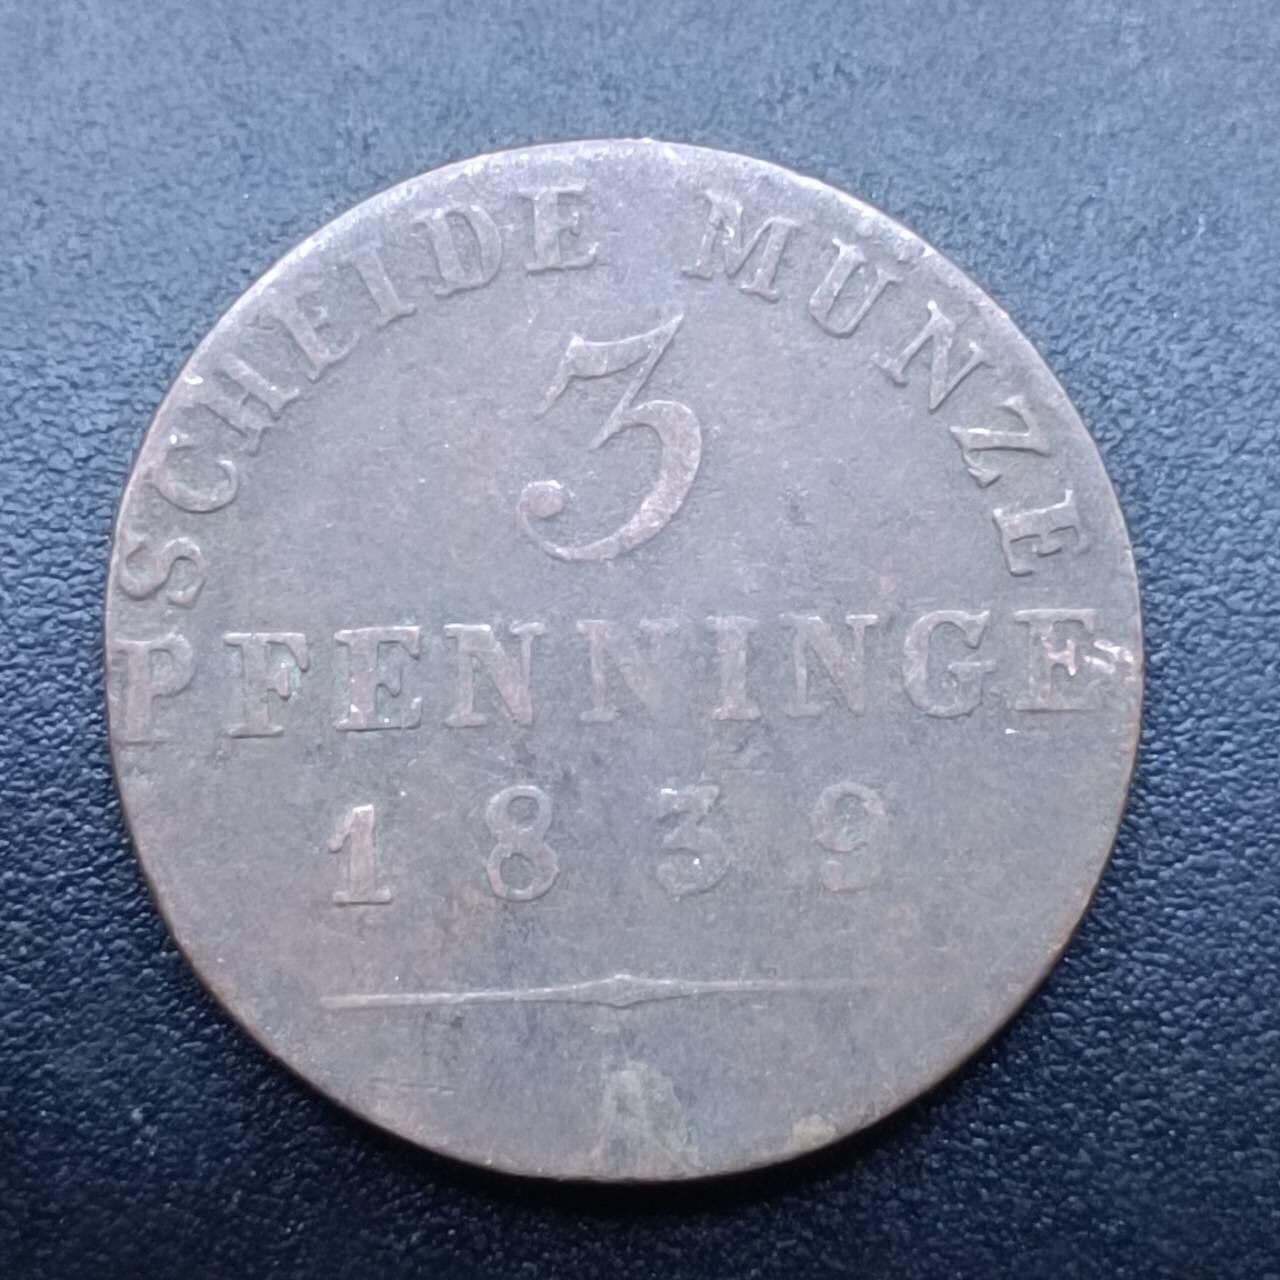 SCHEIDE MÜNZE
3
PFENNINGE
1839
A